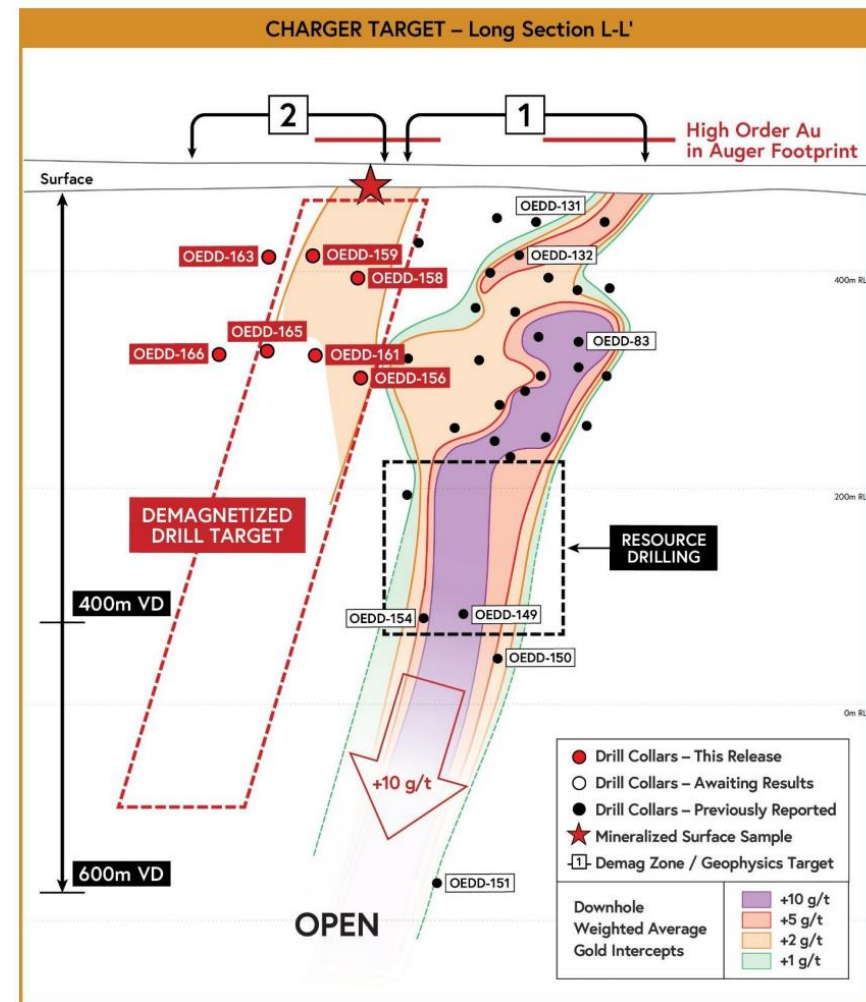 CHARGER TARGET – Long Section L-L'
2
1
High Order Au
in Auger Footprint
Surface
OEDD-131
OEDD-163
OEDD-159
OEDD-132
OEDD-158
400m RL
OEDD-165
OEDD-83
OEDD-166
OEDD-161
OEDD-156
200m RL
DEMAGNETIZED
DRILL TARGET
RESOURCE
DRILLING
400m VD
OEDD-154
OEDD-149
OEDD-150
0m RL
+10 g/t
Drill Collars – This Release
Drill Collars – Awaiting Results
Drill Collars – Previously Reported
Mineralized Surface Sample
1 Demag Zone / Geophysics Target
600m VD
OEDD-151
OPEN
Downhole
Weighted Average
Gold Intercepts
+10 g/t
+5 g/t
+2 g/t
+1 g/t